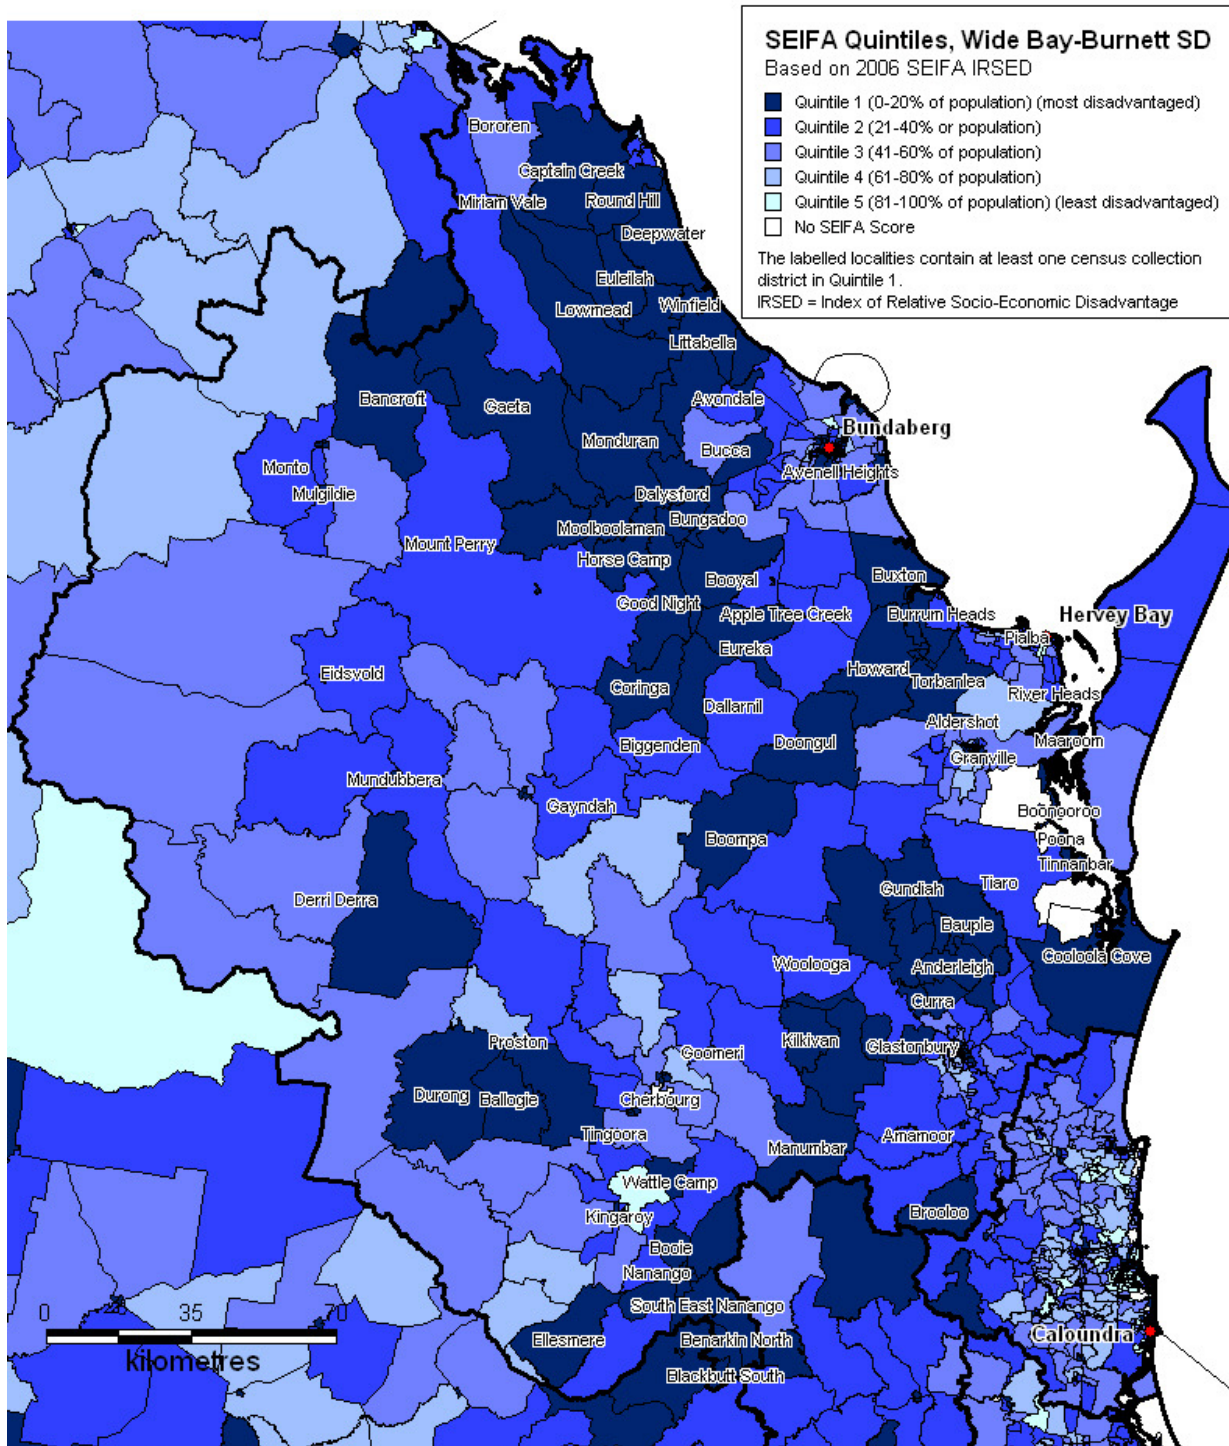 SEIFA Quintiles, Wide Bay-Burnett SD
Based on 2006 SEIFA IRSED
Quintile 1 (0-20% of population) (most disadvantaged)
Quintile 2 (21-40% or population)
Quintile 3 (41-60% of population)
Quintile 4 (61-80% of population)
Quintile 5 (81-100% of population) (least disadvantaged)
No SEIFA Score
The labelled localities contain at least one census collection
district in Quintile 1.
IRSED = Index of Relative Socio-Economic Disadvantage
Bororen
Captain Creek
Miriam Vale
Round Hill
Deepwater
Euleilah
Lowmead
Winfield
Littabella
Bancroft
Gaeta
Avondale
Bundaberg
Monduran
Bucca
Monto
Avenell Heights
Mulgildie
Dalysford
Bungadoo
Moolboolaman
Mount Perry
Horse Camp
Booyal
Buxton
Good Night
Apple Tree Creek
Burrum Heads
Hervey Bay
Pialba
Eureka
Eidsvold
Howard
Coringa
Torbanlea
River Heads
Dallarnil
Aldershot
Biggenden
Doongul
Maaroom
Granville
Mundubbera
Gayndah
Boonooroo
Boompa
Poona
Tinnanbar
Gundiah
Tiaro
Derri Derra
Bauple
Woolooga
Anderleigh
Cooloola Cove
Curra
Proston
Kilkivan
Glastonbury
Goomeri
Durong
Ballogie
Cherbourg
Tingoora
Amamoor
Manumbar
Wattle Camp
Kingaroy
Brooloo
Booie
Nanango
South East Nanango
0 35 70
kilometres
Ellesmere
Benarkin North
Caloundra
Blackbutt South